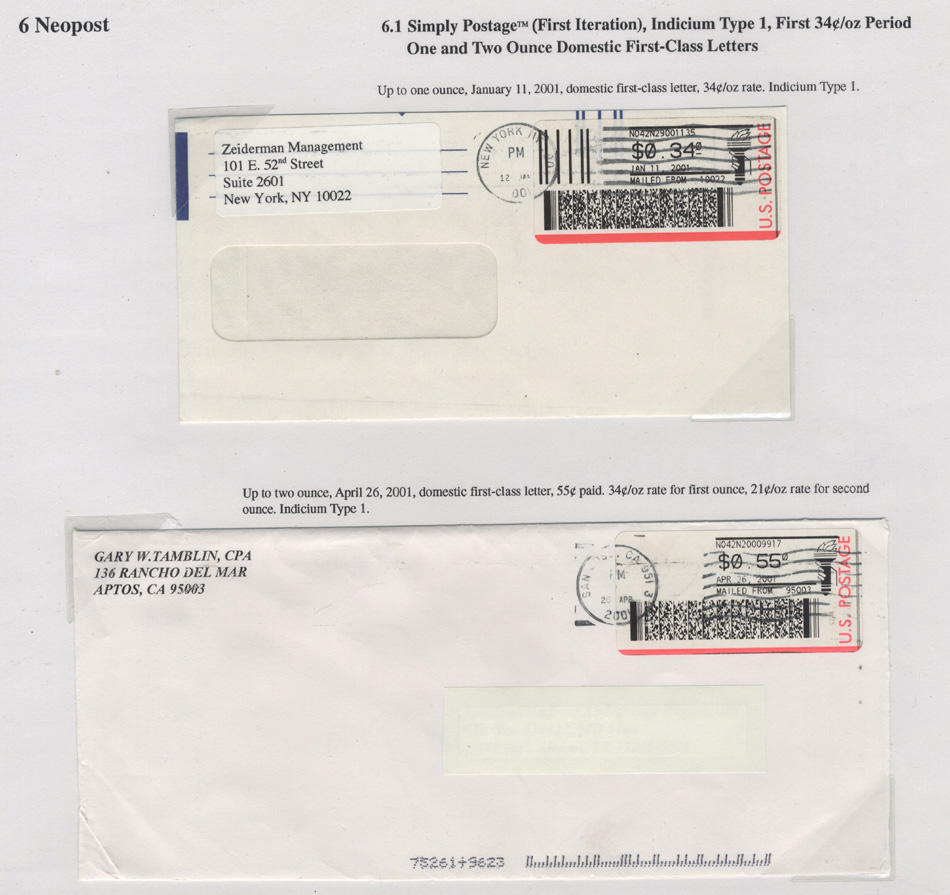 6 Neopost
6.1 Simply Postage™ (First Iteration), Indicium Type 1, First 34¢/oz Period
One and Two Ounce Domestic First-Class Letters
Up to one ounce, January 11, 2001, domestic first-class letter, 34¢/oz rate. Indicium Type 1.
Zeiderman Management
101 E. 52nd Street
Suite 2601
New York, NY 10022
NEW YORK
PM
12
N042N29001135
$0.34⁰
JAN 11 2001
MAILED FROM 10022
U.S. POSTAGE
Up to two ounce, April 26, 2001, domestic first-class letter, 55¢ paid. 34¢/oz rate for first ounce, 21¢/oz rate for second
ounce. Indicium Type 1.
GARY W.TAMBLIN, CPA
136 RANCHO DEL MAR
APTOS, CA 95003
SAN CA 951
PM
26 APR
2001
N042N20009917
$0.55⁰
APR 26, 2001
MAILED FROM 95003
U.S. POSTAGE
75261+9623